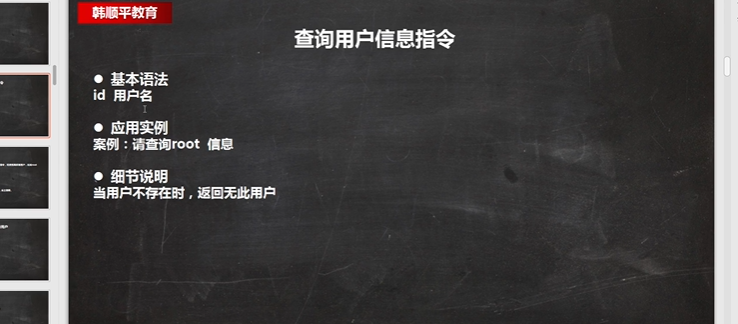 韩顺平教育
查询用户信息指令
● 基本语法
id 用户名
● 应用实例
案例：请查询root 信息
● 细节说明
当用户不存在时，返回无此用户